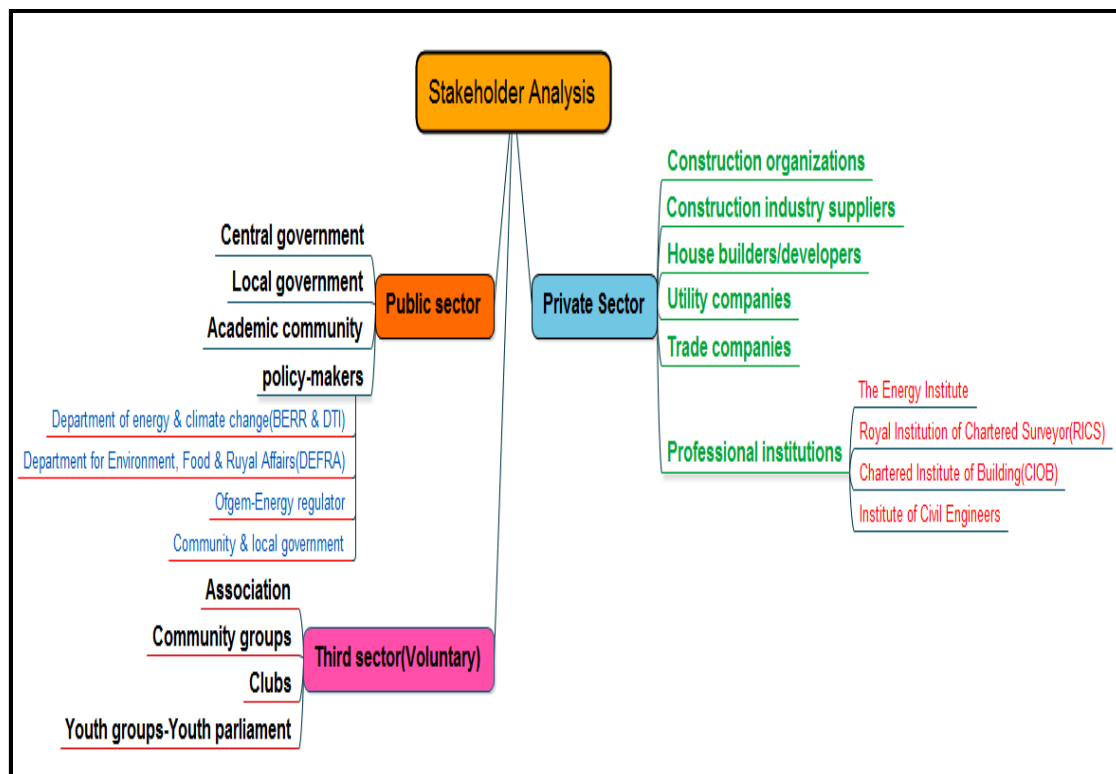 Stakeholder Analysis
Public sector
Central government
Local government
Academic community
policy-makers
Department of energy & climate change(BERR & DTI)
Department for Environment, Food & Ruyal Affairs(DEFRA)
Ofgem-Energy regulator
Community & local government
Third sector(Voluntary)
Association
Community groups
Clubs
Youth groups-Youth parliament
Private Sector
Construction organizations
Construction industry suppliers
House builders/developers
Utility companies
Trade companies
Professional institutions
The Energy Institute
Royal Institution of Chartered Surveyor(RICS)
Chartered Institute of Building(CIOB)
Institute of Civil Engineers